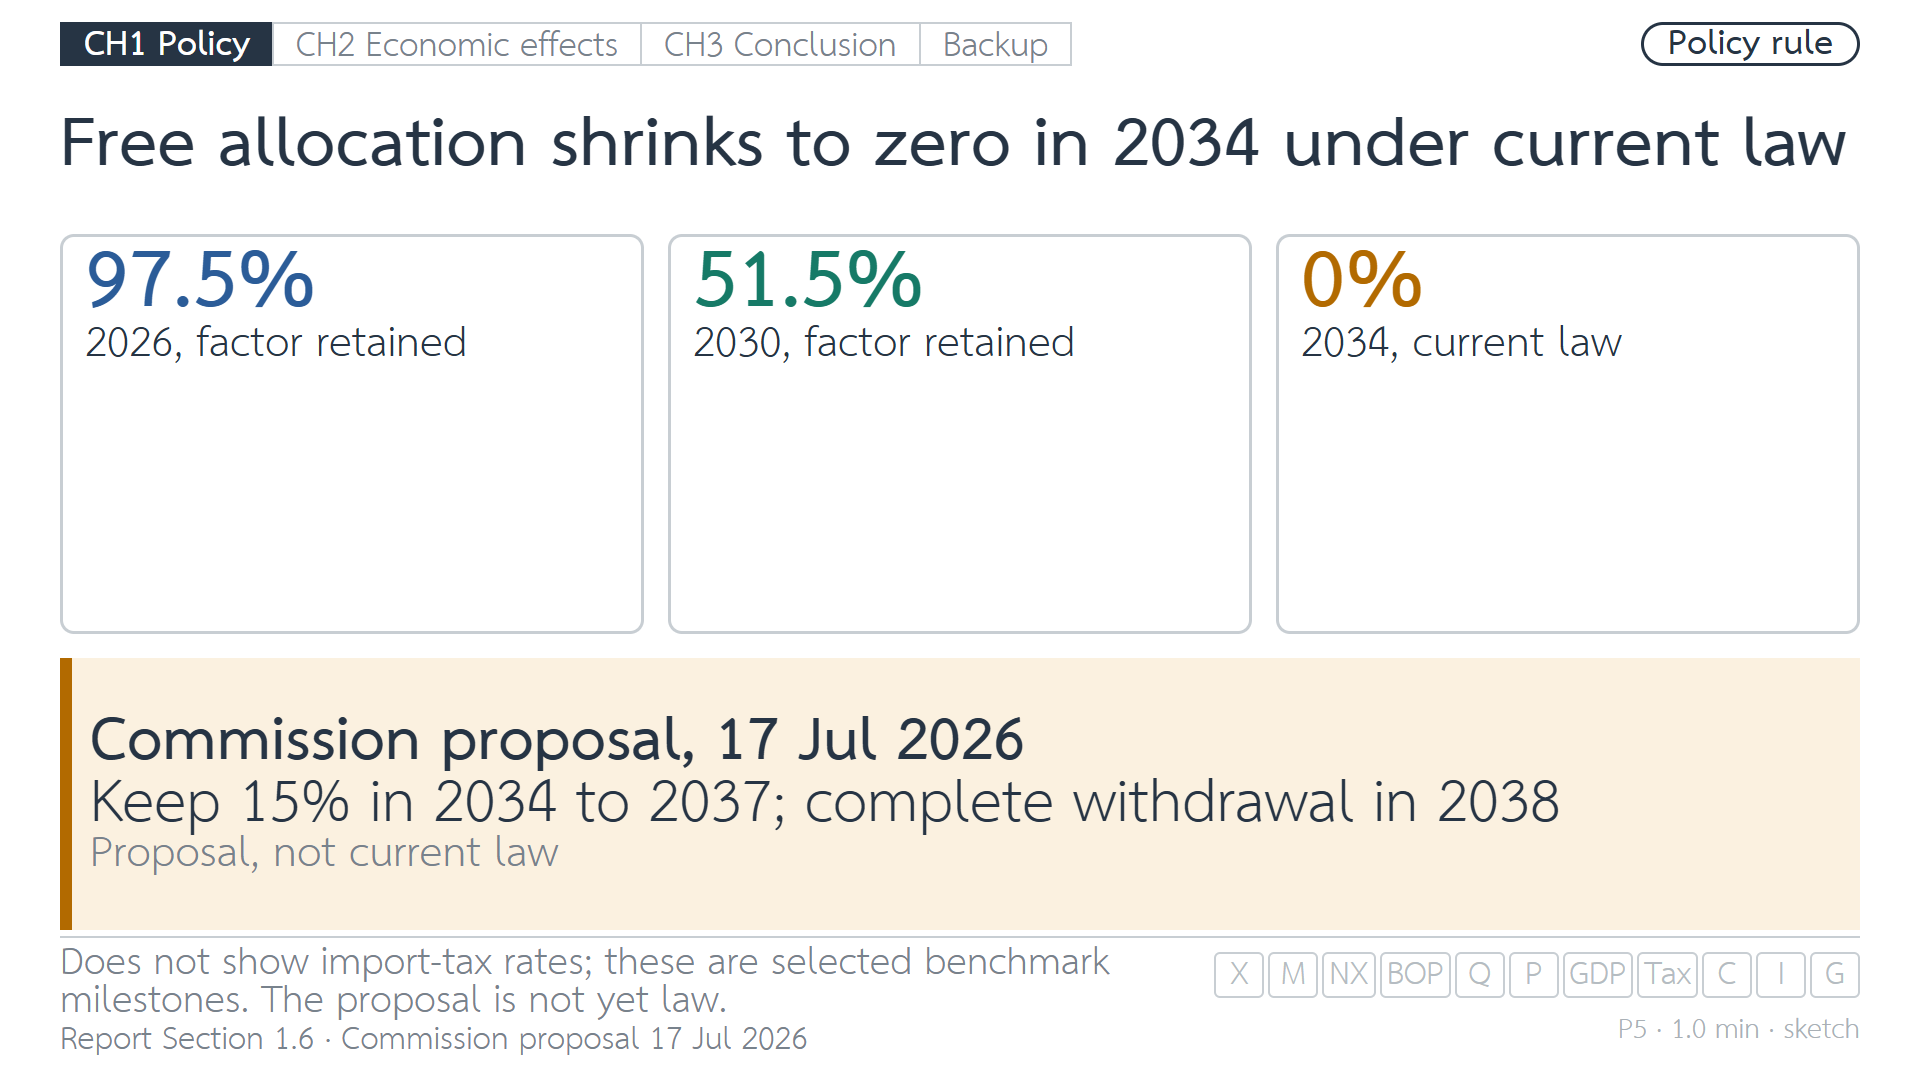 CH1 Policy CH2 Economic effects CH3 Conclusion Backup Policy rule
Free allocation shrinks to zero in 2034 under current law
97.5%
2026, factor retained
51.5%
2030, factor retained
0%
2034, current law
Commission proposal, 17 Jul 2026
Keep 15% in 2034 to 2037; complete withdrawal in 2038
Proposal, not current law
Does not show import-tax rates; these are selected benchmark
milestones. The proposal is not yet law.
Report Section 1.6 · Commission proposal 17 Jul 2026
X M NX BOP Q P GDP Tax C I G
P5 · 1.0 min · sketch